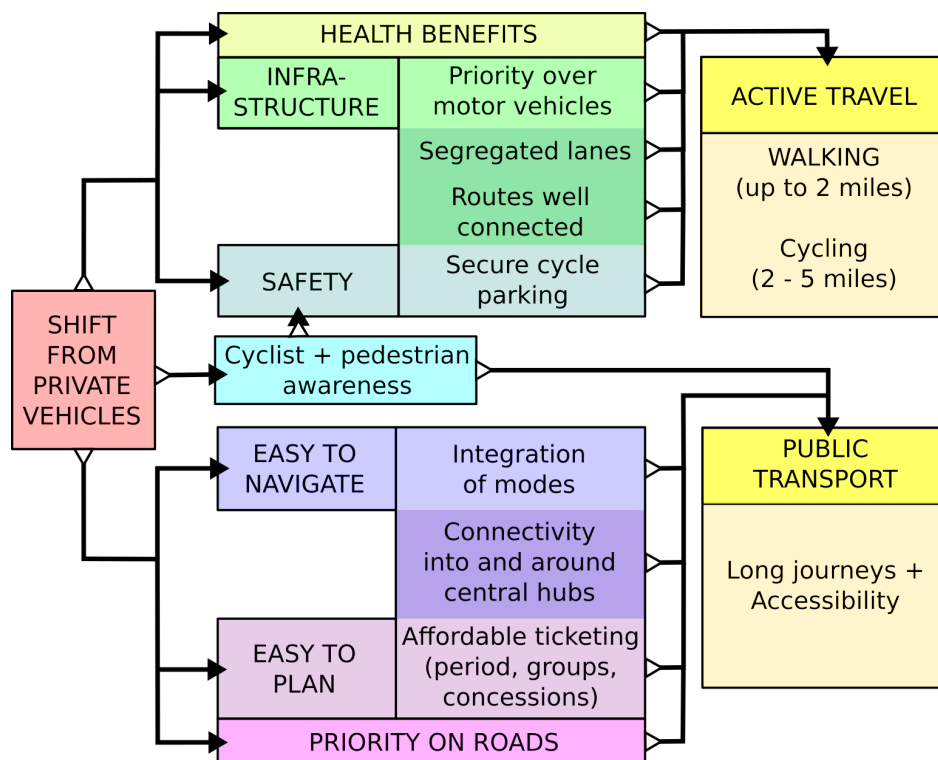 HEALTH BENEFITS
INFRA-
STRUCTURE
Priority over
motor vehicles
Segregated lanes
Routes well
connected
SAFETY
Secure cycle
parking
ACTIVE TRAVEL
WALKING
(up to 2 miles)
Cycling
(2 - 5 miles)
SHIFT
FROM
PRIVATE
VEHICLES
Cyclist + pedestrian
awareness
EASY TO
NAVIGATE
Integration
of modes
Connectivity
into and around
central hubs
EASY TO
PLAN
Affordable ticketing
(period, groups,
concessions)
PRIORITY ON ROADS
PUBLIC
TRANSPORT
Long journeys +
Accessibility